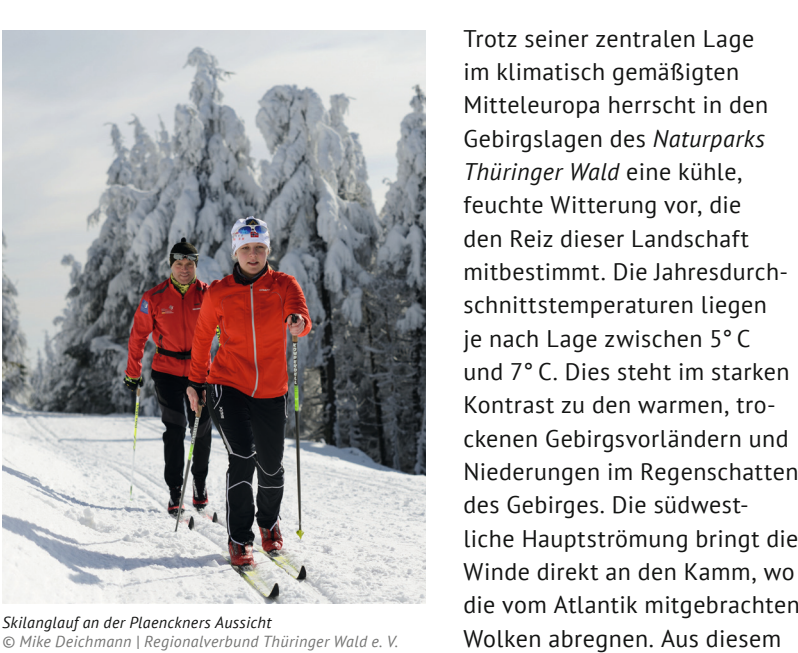 Trotz seiner zentralen Lage
im klimatisch gemäßigten
Mitteleuropa herrscht in den
Gebirgslagen des Naturparks
Thüringer Wald eine kühle,
feuchte Witterung vor, die
den Reiz dieser Landschaft
mitbestimmt. Die Jahresdurch-
schnittstemperaturen liegen
je nach Lage zwischen 5° C
und 7° C. Dies steht im starken
Kontrast zu den warmen, tro-
ckenen Gebirgsvorländern und
Niederungen im Regenschatten
des Gebirges. Die südwest-
liche Hauptströmung bringt die
Winde direkt an den Kamm, wo
die vom Atlantik mitgebrachten
Wolken abregnen. Aus diesem
Skilanglauf an der Plaenckners Aussicht
© Mike Deichmann | Regionalverbund Thüringer Wald e. V.